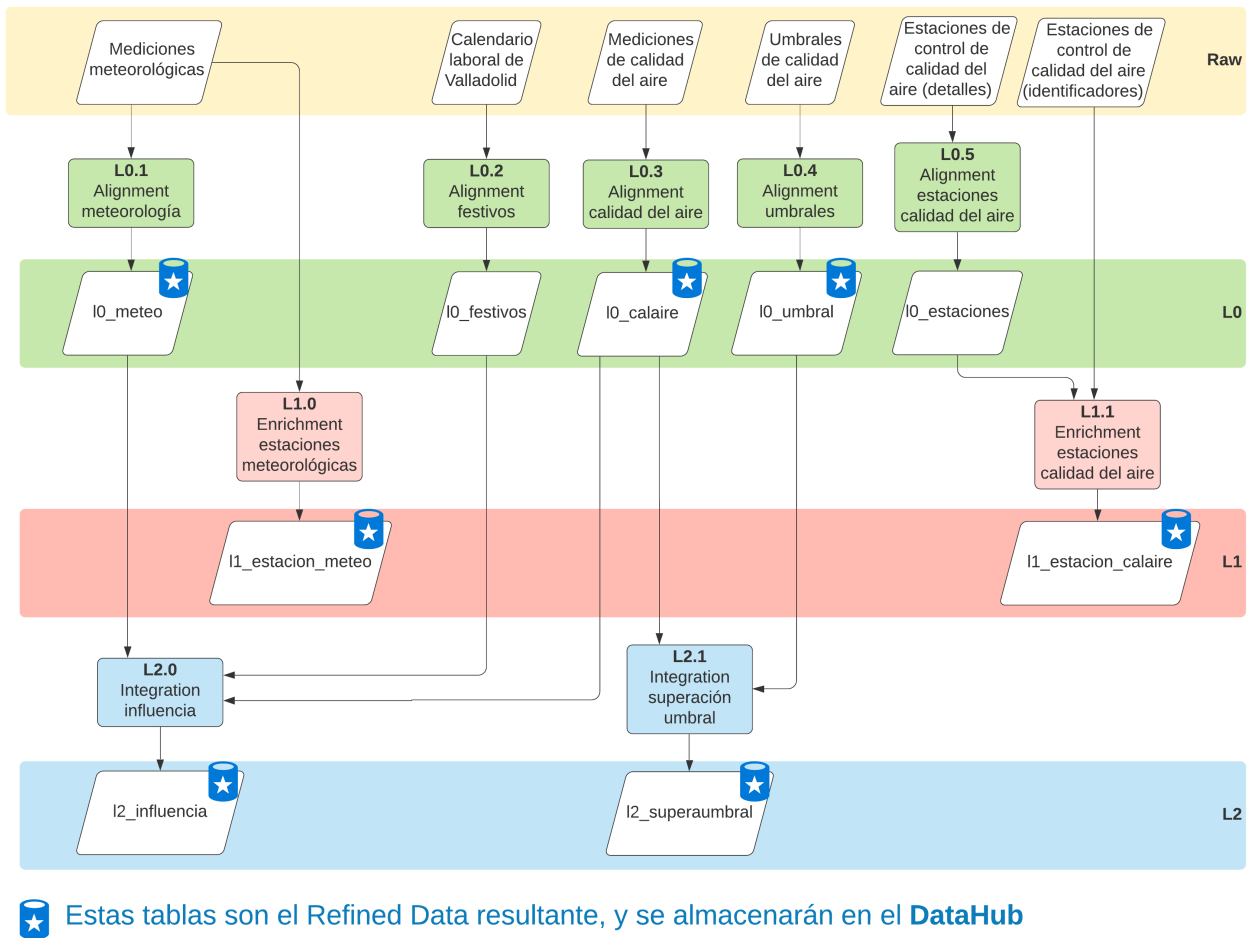 Mediciones
meteorológicas
Calendario
laboral de
Valladolid
Mediciones
de calidad
del aire
Umbrales
de calidad
del aire
Estaciones de
control de
calidad del
aire (detalles)
Estaciones de
control de
calidad del aire
(identificadores)
Raw
L0.1
Alignment
meteorología
L0.2
Alignment
festivos
L0.3
Alignment
calidad del aire
L0.4
Alignment
umbrales
L0.5
Alignment
estaciones
calidad del aire
l0_meteo
l0_festivos
l0_calaire
l0_umbral
l0_estaciones
L0
L1.0
Enrichment
estaciones
meteorológicas
L1.1
Enrichment
estaciones
calidad del aire
l1_estacion_meteo
l1_estacion_calaire
L1
L2.0
Integration
influencia
L2.1
Integration
superación
umbral
l2_influencia
l2_superaumbral
L2
Estas tablas son el Refined Data resultante, y se almacenarán en el DataHub